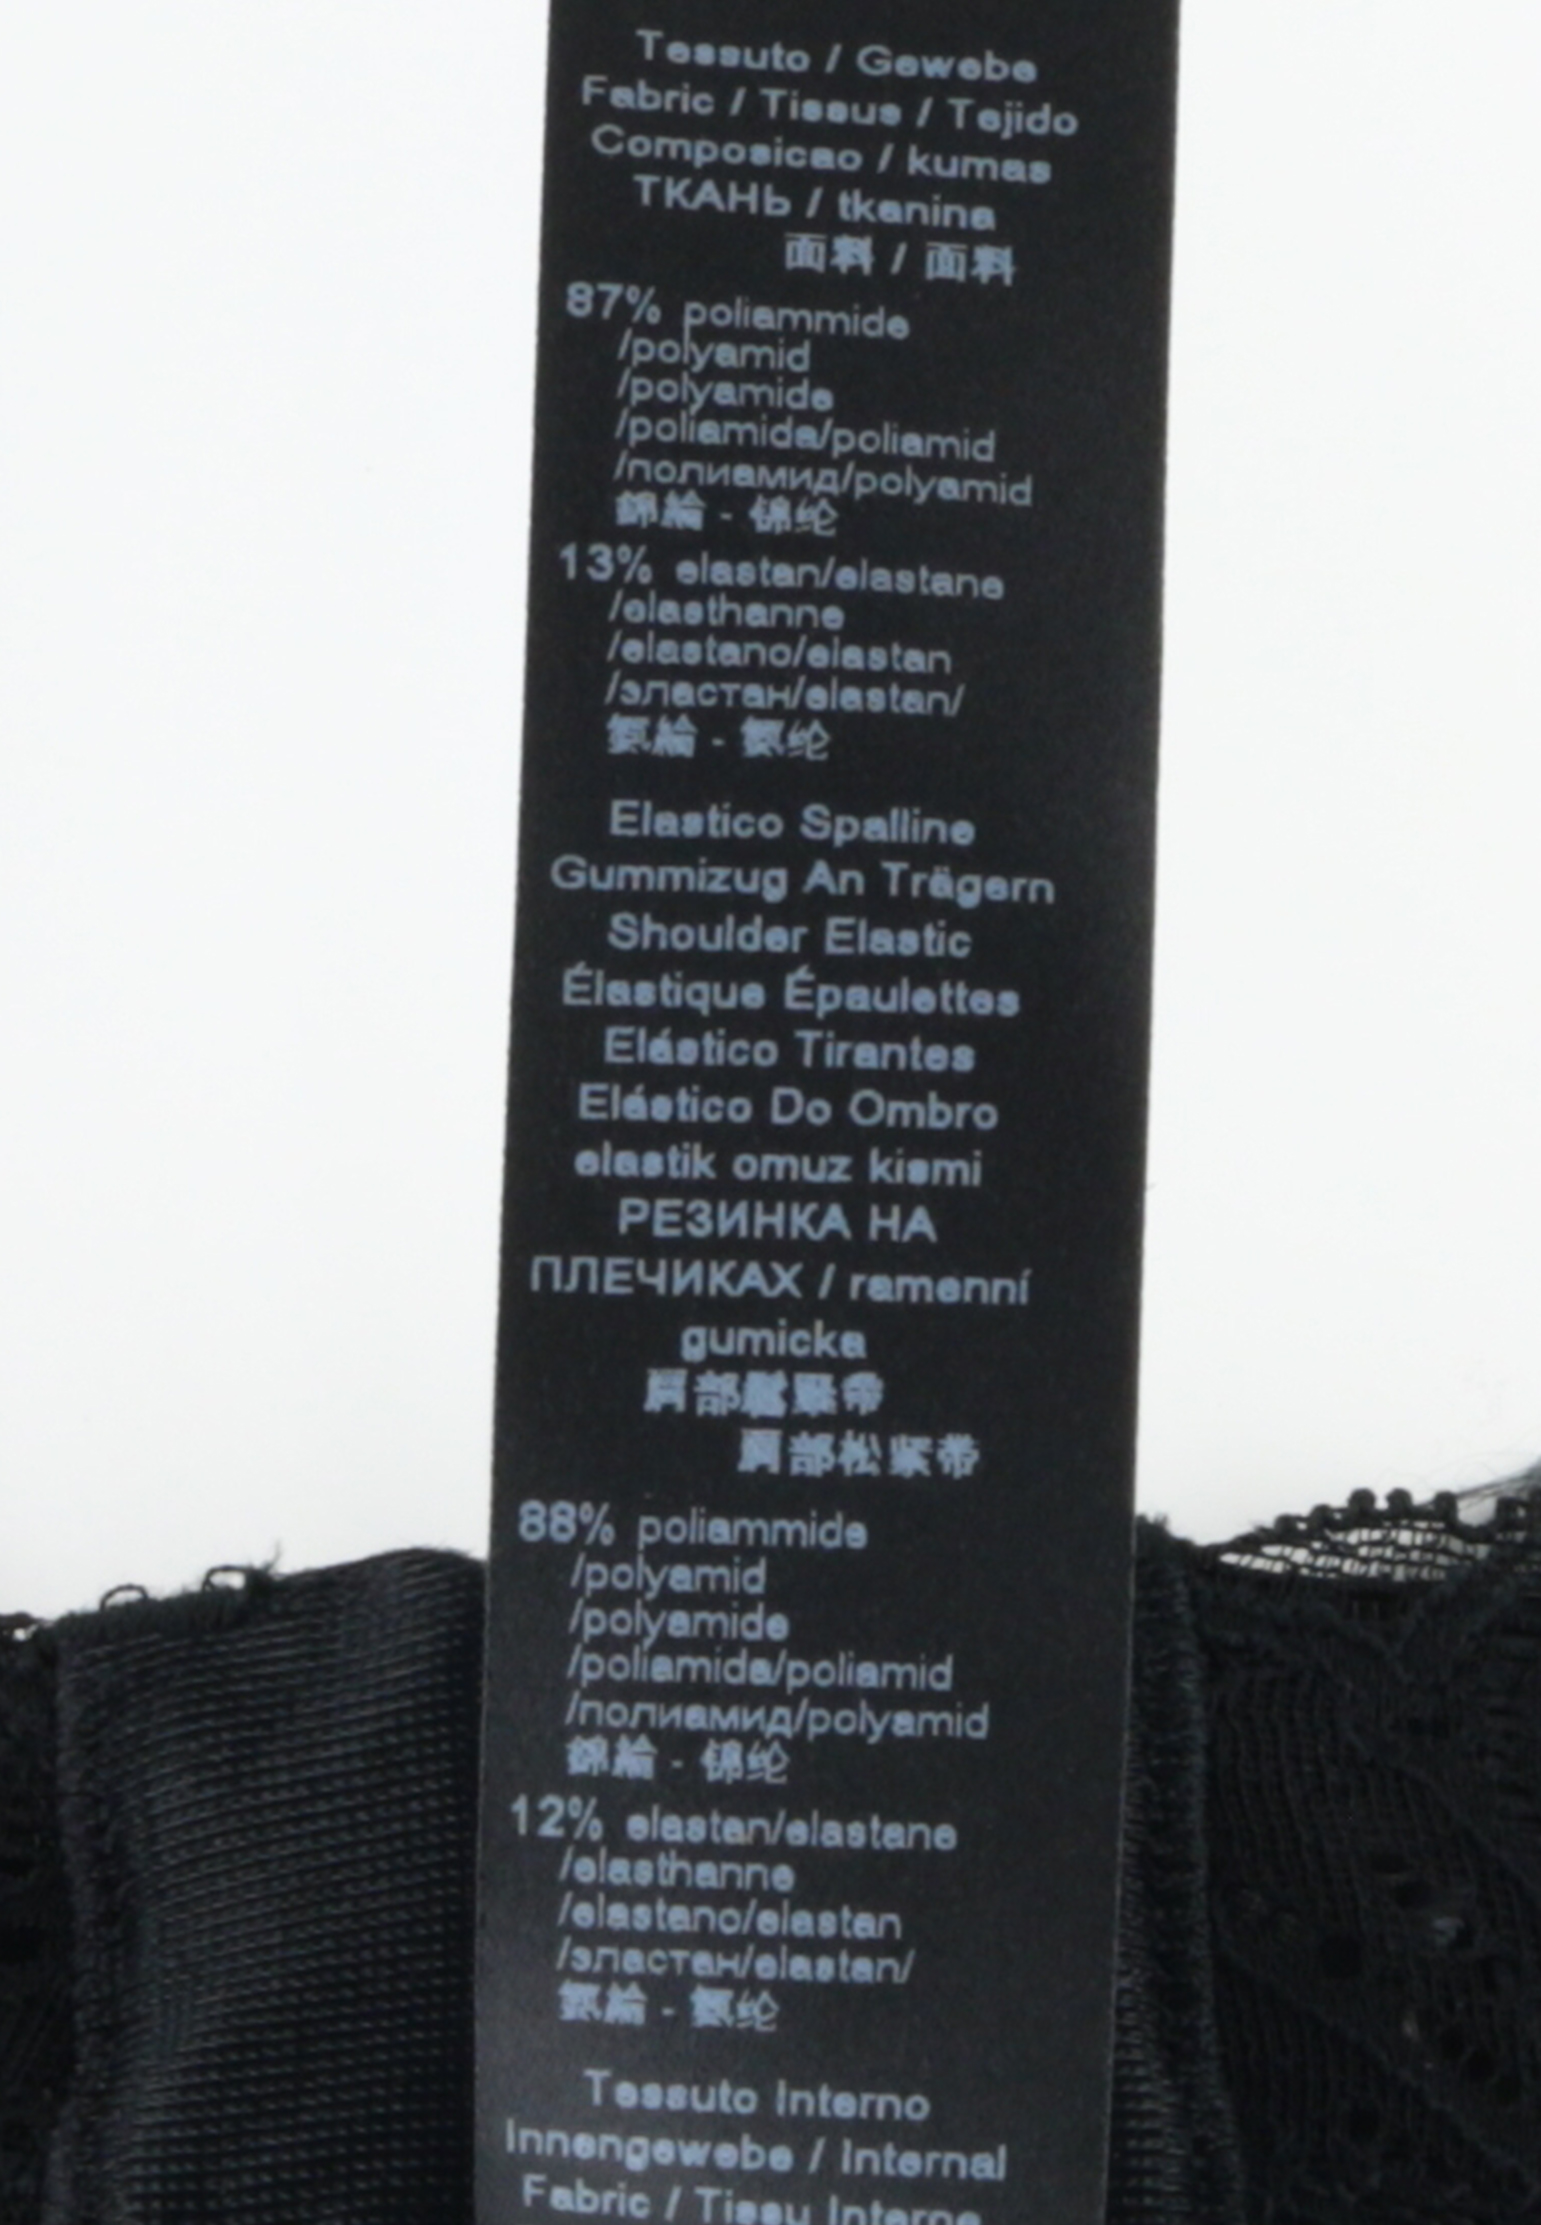 Tessuto / Gewebe
Fabric / Tissus / Tejido
Composicao / kumas
ТКАНЬ / tkanina
面料 / 面料
87% poliammide
/polyamid
/polyamide
/poliamida/poliamid
/полиамид/polyamid
錦綸 - 锦纶
13% elastan/elastane
/elasthanne
/elastano/elastan
/эластан/elastan/
氨綸 - 氨纶
Elastico Spalline
Gummizug An Trägern
Shoulder Elastic
Élastique Épaulettes
Elástico Tirantes
Elástico Do Ombro
elastik omuz kismi
РЕЗИНКА НА
ПЛЕЧИКАХ / ramenní
gumicka
肩部鬆緊帶
肩部松紧带
88% poliammide
/polyamid
/polyamide
/poliamida/poliamid
/полиамид/polyamid
錦綸 - 锦纶
12% elastan/elastane
/elasthanne
/elastano/elastan
/эластан/elastan/
氨綸 - 氨纶
Tessuto Interno
Innengewebe / Internal
Fabric / Tissu Interne